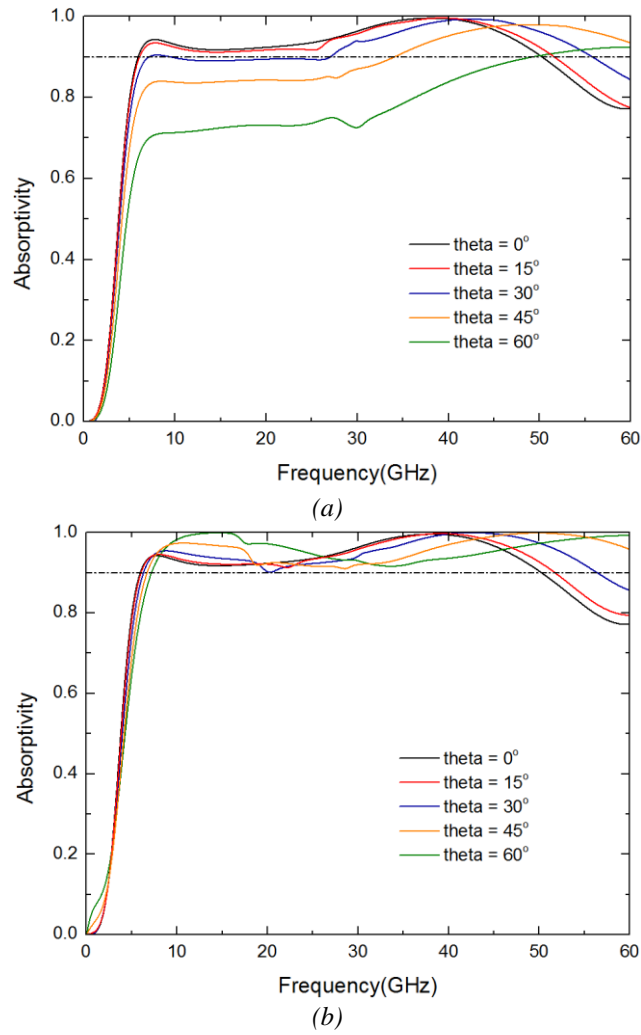 1.0
0.8
0.6
0.4
0.2
0.0
Absorptivity
theta = 0°
theta = 15°
theta = 30°
theta = 45°
theta = 60°
0 10 20 30 40 50 60
Frequency(GHz)
(a)
1.0
0.8
0.6
0.4
0.2
0.0
Absorptivity
theta = 0°
theta = 15°
theta = 30°
theta = 45°
theta = 60°
0 10 20 30 40 50 60
Frequency(GHz)
(b)